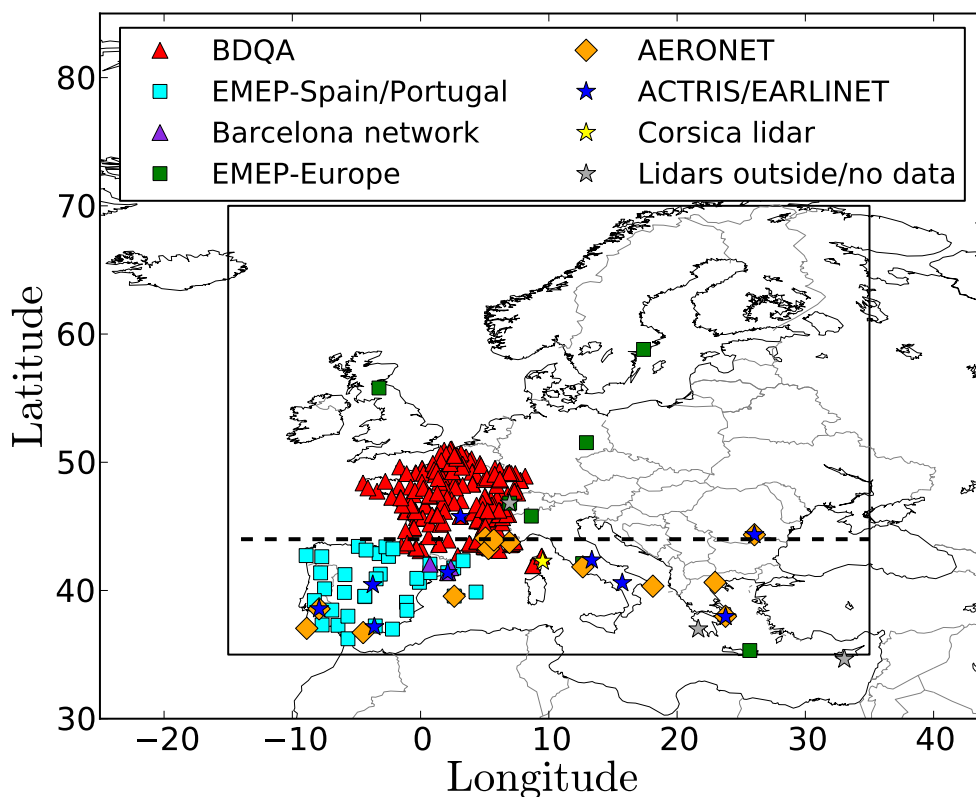 BDQA
EMEP-Spain/Portugal
Barcelona network
EMEP-Europe
AERONET
ACTRIS/EARLINET
Corsica lidar
Lidars outside/no data
80
70
60
50
40
30
Latitude
−20
−10
0
10
20
30
40
Longitude